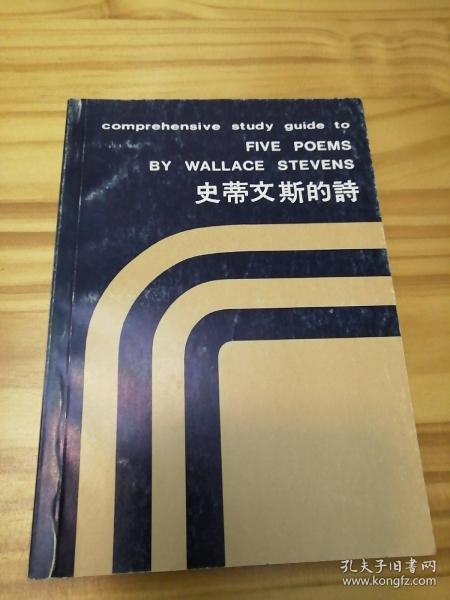 comprehensive study guide to
FIVE POEMS
BY WALLACE STEVENS
史蒂文斯的詩
孔夫子旧书网
www.kongfz.com